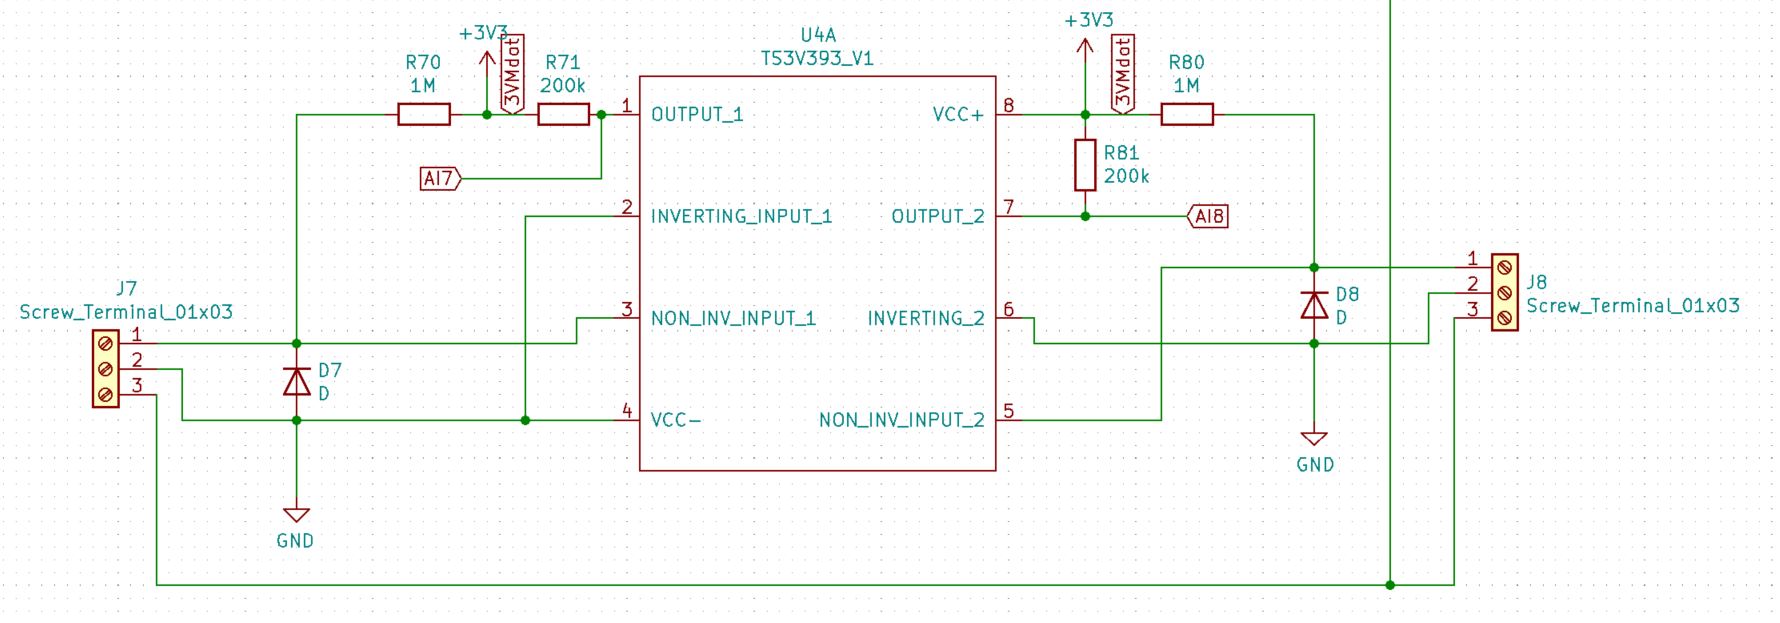 +3V3
3VMdat
R70
1M
R71
200k
U4A
TS3V393_V1
+3V3
3VMdat
R80
1M
1
OUTPUT_1
VCC+
8
R81
200k
AI7
2
INVERTING_INPUT_1
OUTPUT_2
7
AI8
J7
Screw_Terminal_01x03
1
2
3
3
NON_INV_INPUT_1
INVERTING_2
6
D8
D
1
2
3
J8
Screw_Terminal_01x03
D7
D
4
VCC-
NON_INV_INPUT_2
5
GND
GND